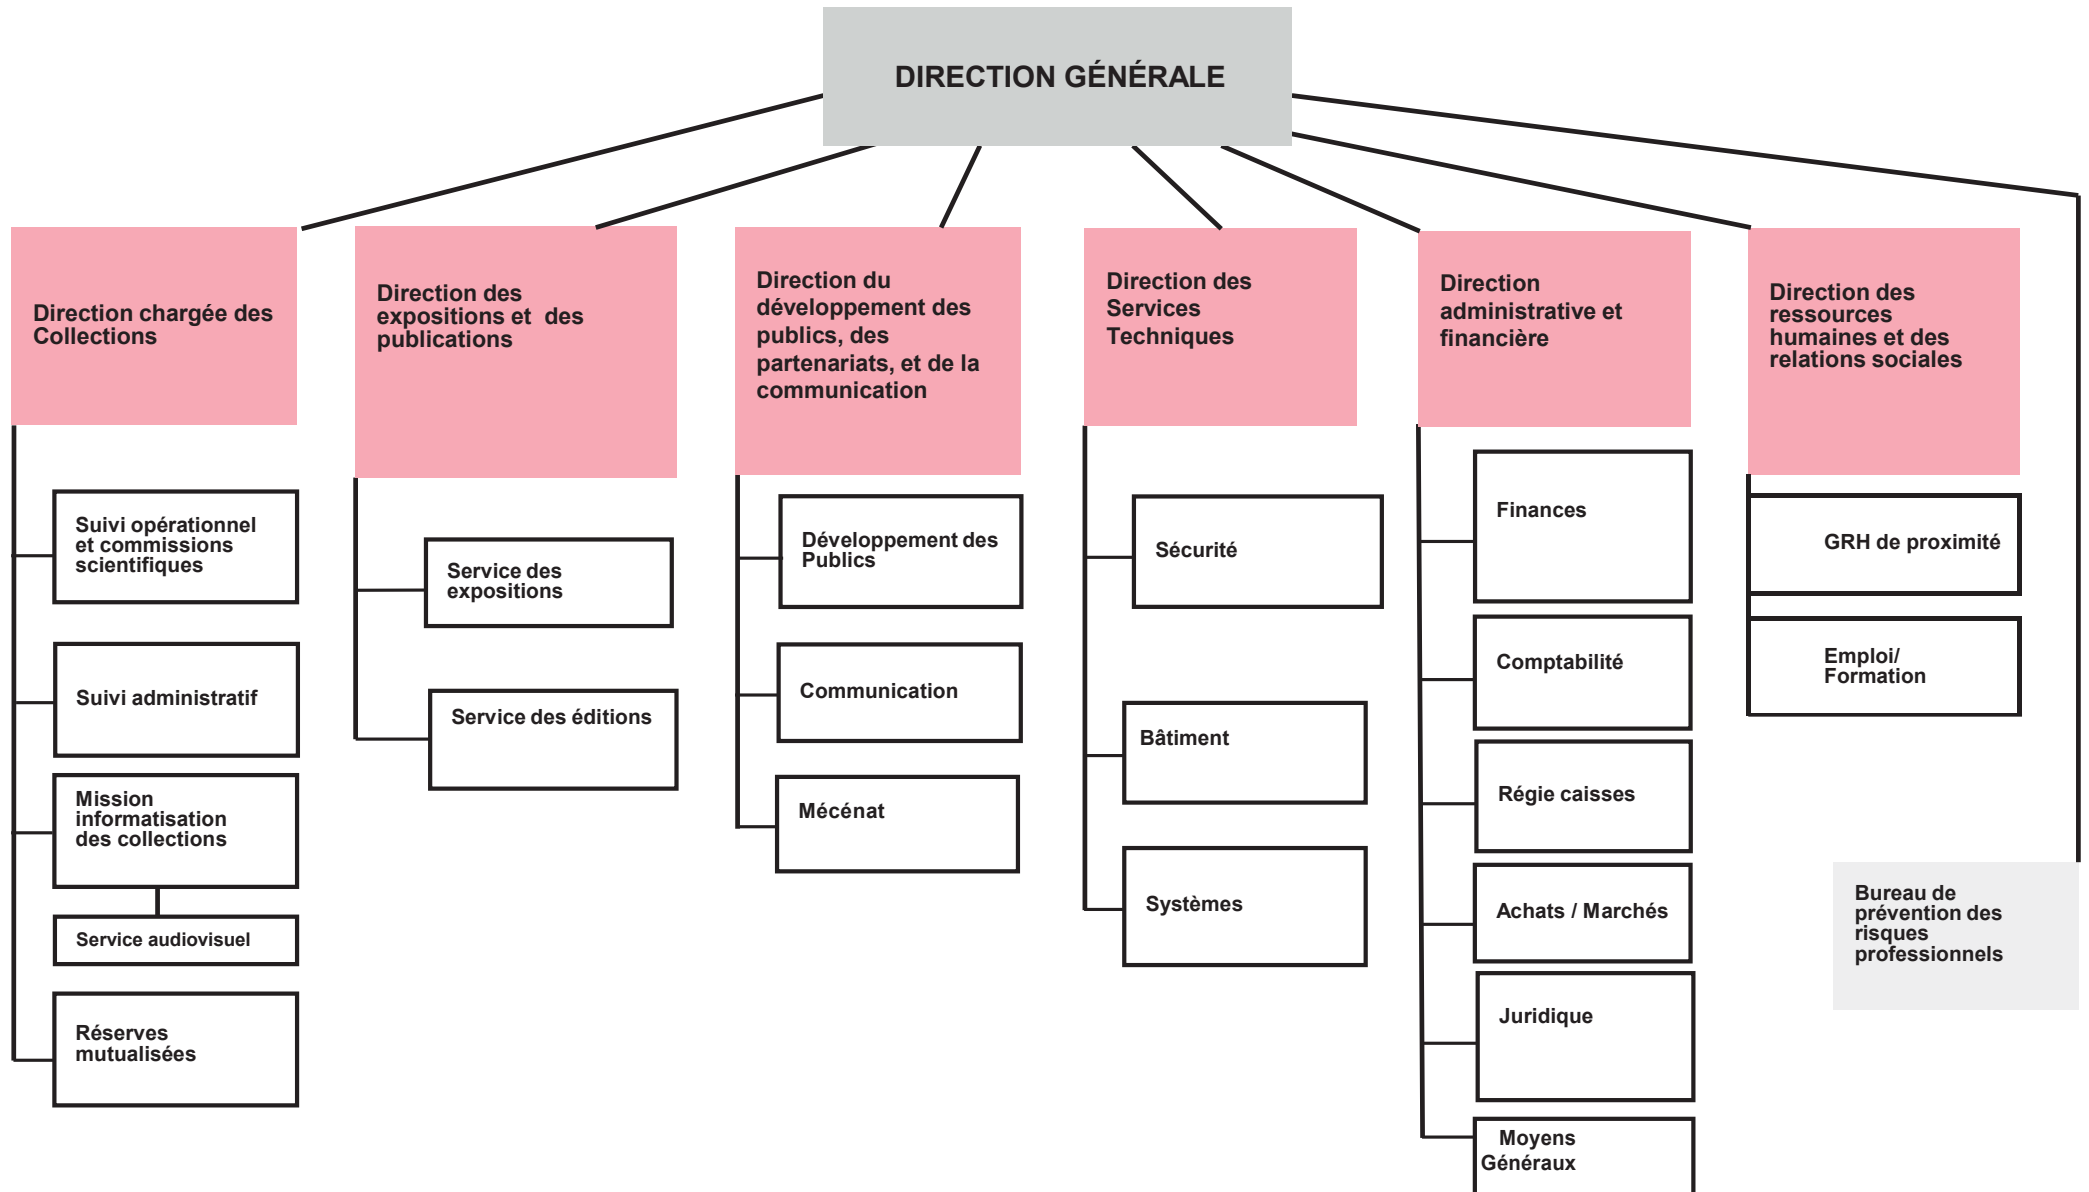 DIRECTION GÉNÉRALE
Direction chargée des
Collections
Suivi opérationnel
et commissions
scientifiques
Suivi administratif
Mission
informatisation
des collections
Service audiovisuel
Réserves
mutualisées
Direction des
expositions et des
publications
Service des
expositions
Service des éditions
Direction du
développement des
publics, des
partenariats, et de la
communication
Développement des
Publics
Communication
Mécénat
Direction des
Services
Techniques
Sécurité
Bâtiment
Systèmes
Direction
administrative et
financière
Finances
Comptabilité
Régie caisses
Achats / Marchés
Juridique
Moyens
Généraux
Direction des
ressources
humaines et des
relations sociales
GRH de proximité
Emploi/
Formation
Bureau de
prévention des
risques
professionnels